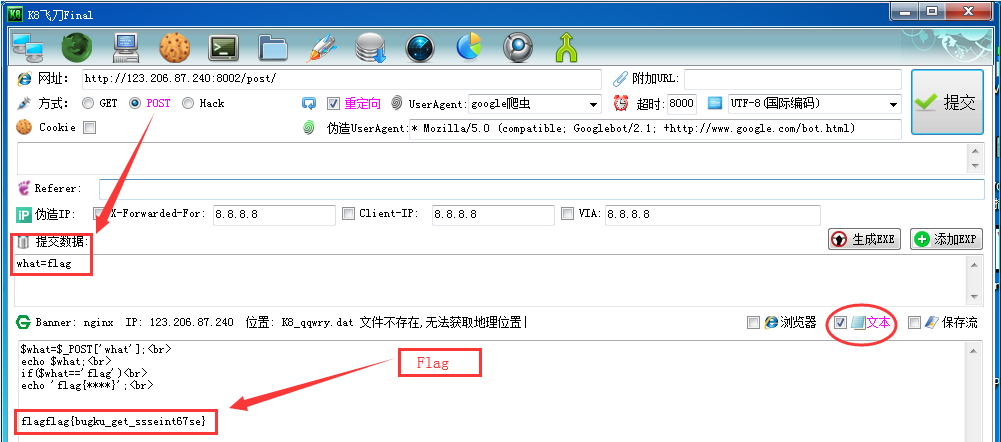 K8飞刀Final
网址: http://123.206.87.240:8002/post/ 附加URL:
方式: GET POST Hack 重定向 UserAgent: google爬虫 超时: 8000 UTF-8(国际编码) 提交
Cookie 伪造UserAgent: * Mozilla/5.0 (compatible; Googlebot/2.1; +http://www.google.com/bot.html)
Referer:
iP 伪造IP: X-Forwarded-For: 8.8.8.8 Client-IP: 8.8.8.8 VIA: 8.8.8.8
提交数据: 生成EXE 添加EXP
what=flag
Banner: nginx IP: 123.206.87.240 位置: K8_qqwry.dat 文件不存在,无法获取地理位置| 浏览器 文本 保存流
$what=$_POST['what'];<br>
echo $what;<br>
if($what=='flag')<br>
echo 'flag{****}';<br>
Flag
flagflag{bugku_get_ssseint67se}